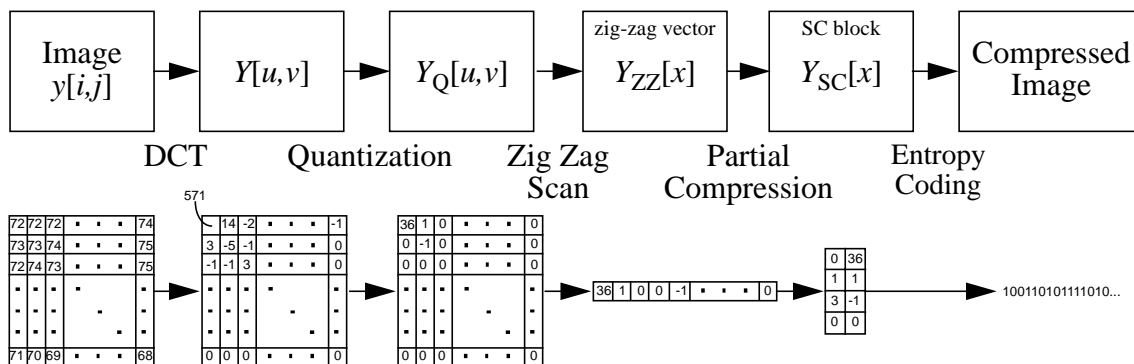 Image
y[i,j]
Y[u,v]
Y_Q[u,v]
zig-zag vector
Y_ZZ[x]
SC block
Y_SC[x]
Compressed
Image
DCT
Quantization
Zig Zag
Scan
Partial
Compression
Entropy
Coding
571
72 72 72 · · · 74
73 73 74 · · · 75
72 74 73 · · · 75
71 70 69 · · · 68
14 -2 · · · -1
3 -5 -1 · · · 0
-1 -1 3 · · · 0
0 0 0 · · · 0
36 1 0 · · · 0
0 -1 0 · · · 0
0 0 0 · · · 0
0 0 0 · · · 0
36 1 0 0 -1 · · · 0
0 36
1 1
3 -1
0 0
100110101111010...